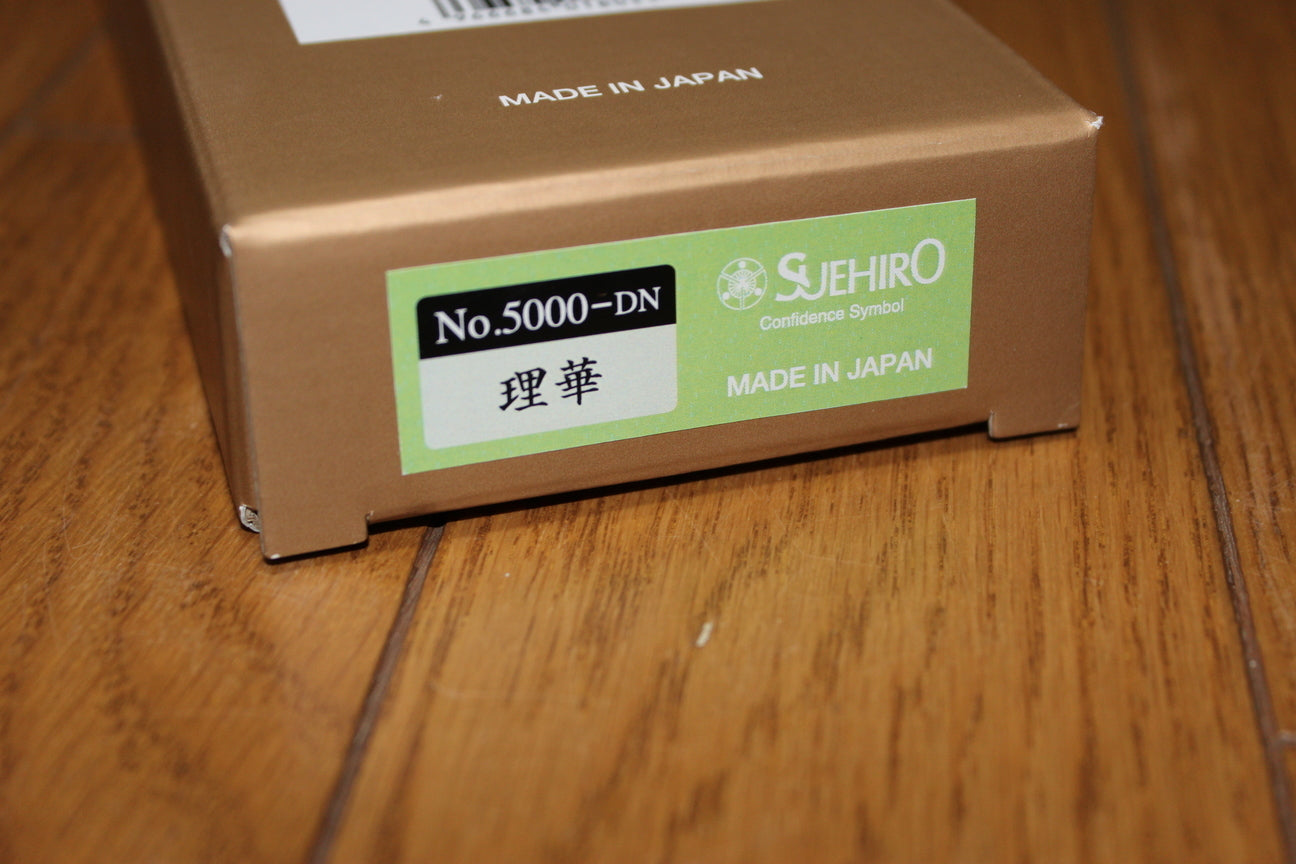 MADE IN JAPAN
No.5000-DN
理華
SUEHIRO
Confidence Symbol
MADE IN JAPAN